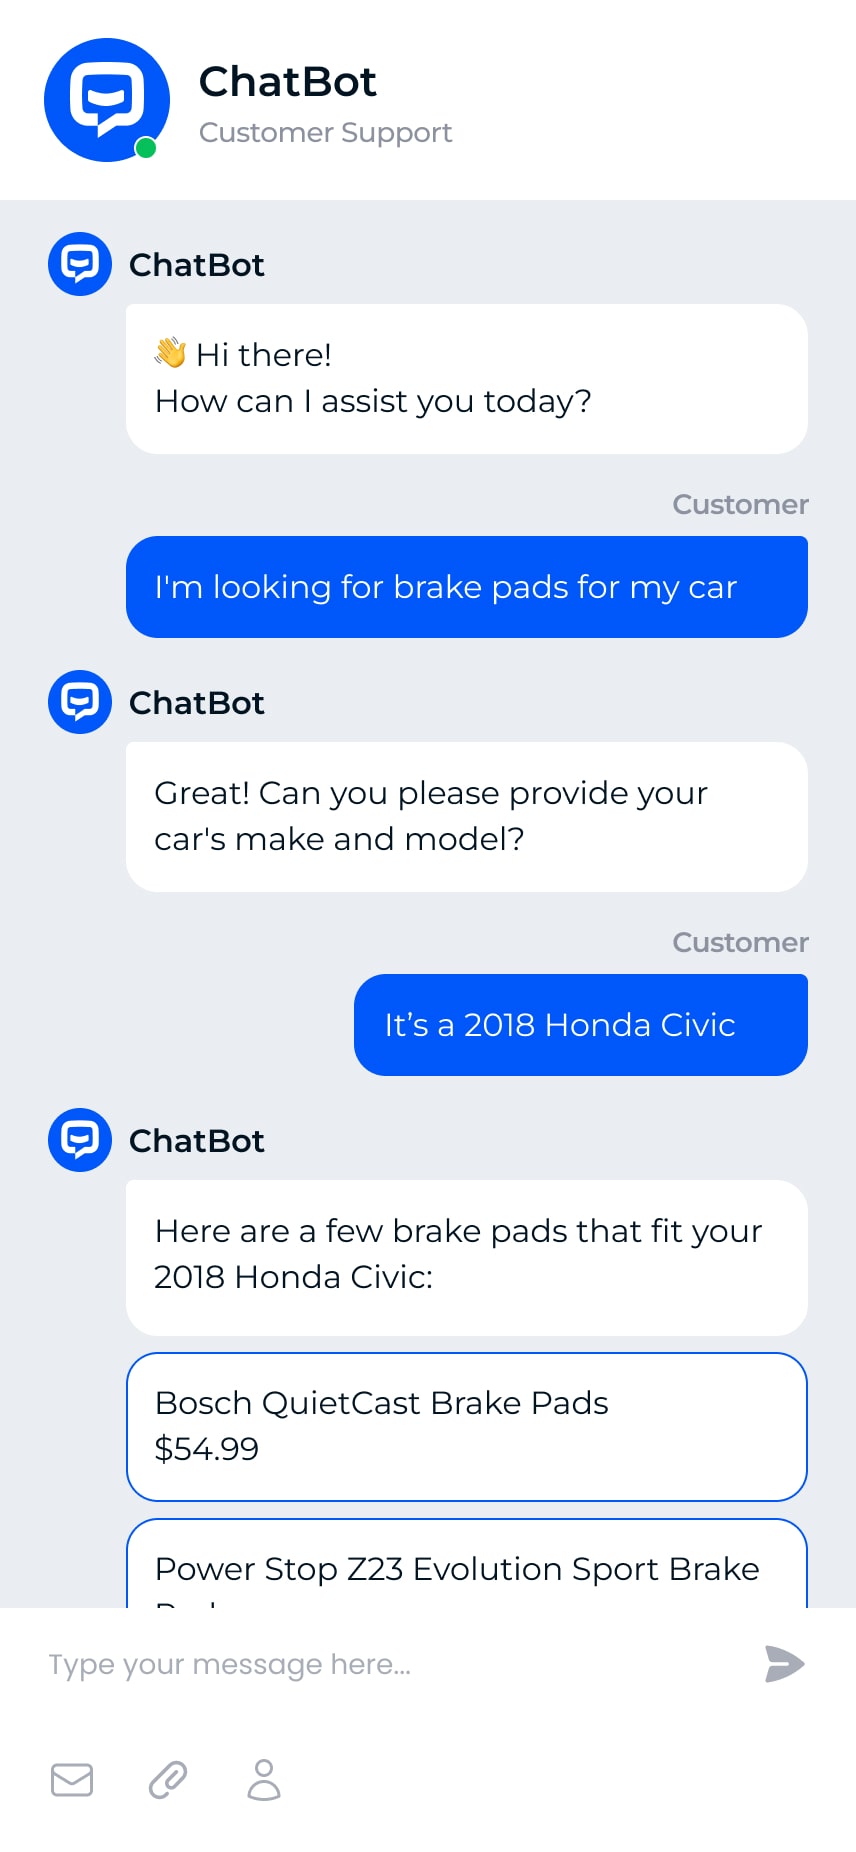 ChatBot
Customer Support
ChatBot
👋 Hi there!
How can I assist you today?
Customer
I'm looking for brake pads for my car
ChatBot
Great! Can you please provide your
car's make and model?
Customer
It’s a 2018 Honda Civic
ChatBot
Here are a few brake pads that fit your
2018 Honda Civic:
Bosch QuietCast Brake Pads
$54.99
Power Stop Z23 Evolution Sport Brake
Type your message here...